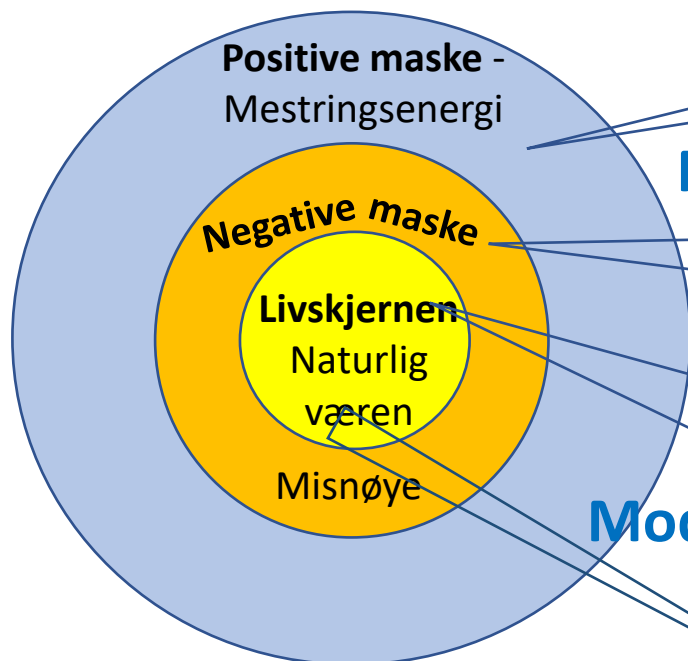 Positive maske -
Mestringsenergi
Negative maske
Livskjernen
Naturlig
væren
Misnøye